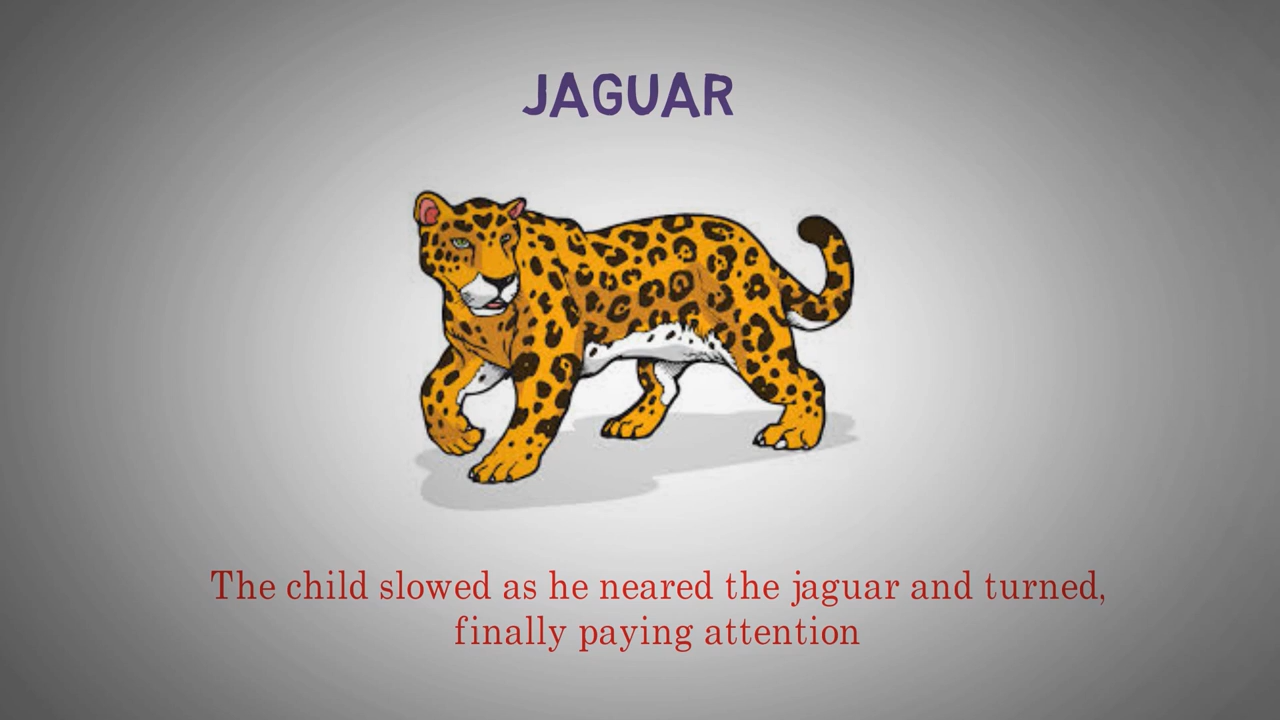 JAGUAR
The child slowed as he neared the jaguar and turned,
finally paying attention